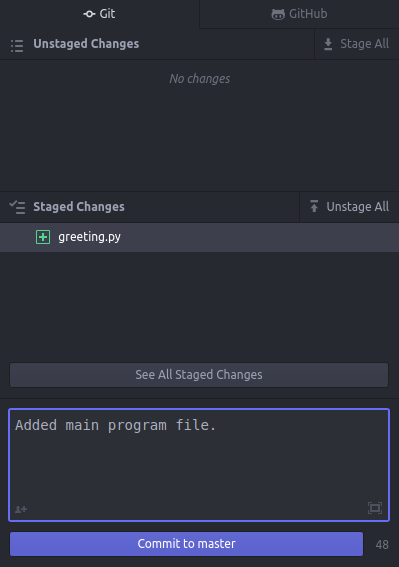 Git
GitHub
Unstaged Changes
Stage All
No changes
Staged Changes
Unstage All
greeting.py
See All Staged Changes
Added main program file.
Commit to master
48